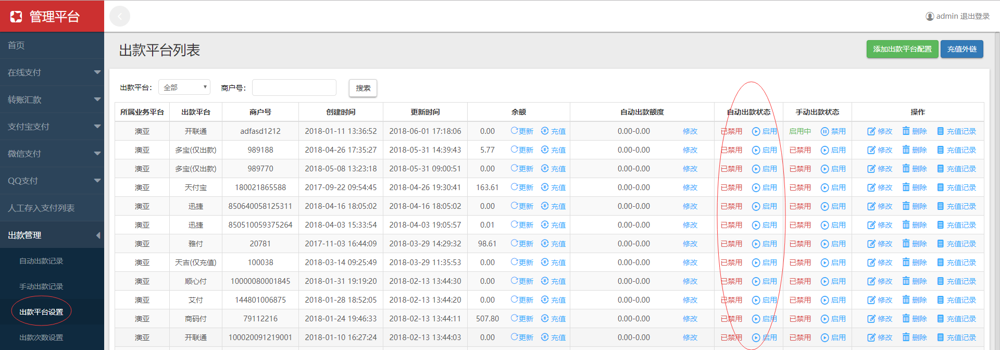 管理平台
admin 退出登录
首页
在线支付
转账汇款
支付宝支付
微信支付
QQ支付
人工存入支付列表
出款管理
自动出款记录
手动出款记录
出款平台设置
出款次数设置
出款平台列表
添加出款平台配置 充值外链
出款平台： 全部 商户号： 搜索
所属业务平台 出款平台 商户号 创建时间 更新时间 余额 自动出款额度 自动出款状态 手动出款状态 操作
澳亚 开联通 adfasd1212 2018-01-11 13:36:52 2018-06-01 17:18:06 0.00 更新 充值 0.00-0.00 修改 已禁用 启用 启用中 禁用 修改 删除 充值记录
澳亚 多宝(仅出款) 989188 2018-04-26 17:35:27 2018-05-31 14:39:43 5.77 更新 充值 0.00-0.00 修改 已禁用 启用 已禁用 启用 修改 删除 充值记录
澳亚 多宝(仅出款) 989770 2018-05-08 13:23:18 2018-05-31 09:00:51 0.00 更新 充值 0.00-0.00 修改 已禁用 启用 已禁用 启用 修改 删除 充值记录
澳亚 天付宝 180021865588 2017-09-22 09:54:45 2018-04-26 19:30:41 163.61 更新 充值 0.00-0.00 修改 已禁用 启用 已禁用 启用 修改 删除 充值记录
澳亚 迅捷 850640058125311 2018-04-16 18:05:02 2018-04-16 18:05:02 0.00 更新 充值 0.00-0.00 修改 已禁用 启用 已禁用 启用 修改 删除 充值记录
澳亚 迅捷 850510059375264 2018-04-03 15:33:54 2018-04-03 19:05:57 0.01 更新 充值 0.00-0.00 修改 已禁用 启用 已禁用 启用 修改 删除 充值记录
澳亚 雅付 20781 2017-11-03 16:44:09 2018-03-29 14:29:32 98.61 更新 充值 0.00-0.00 修改 已禁用 启用 已禁用 启用 修改 删除 充值记录
澳亚 天吉(仅充值) 100038 2018-03-14 09:25:49 2018-03-29 11:35:53 0.00 更新 充值 0.00-0.00 修改 已禁用 启用 已禁用 启用 修改 删除 充值记录
澳亚 顺心付 10000080001845 2018-01-31 19:19:20 2018-02-13 13:44:30 0.00 更新 充值 0.00-0.00 修改 已禁用 启用 已禁用 启用 修改 删除 充值记录
澳亚 艾付 144801006875 2018-01-28 18:52:05 2018-02-13 13:44:20 0.00 更新 充值 0.00-0.00 修改 已禁用 启用 已禁用 启用 修改 删除 充值记录
澳亚 商码付 79112216 2018-01-24 19:46:33 2018-02-13 13:44:11 507.80 更新 充值 0.00-0.00 修改 已禁用 启用 已禁用 启用 修改 删除 充值记录
澳亚 开联通 100020091219001 2018-01-10 16:27:24 2018-02-13 13:44:03 0.00 更新 充值 0.00-0.00 修改 已禁用 启用 已禁用 启用 修改 删除 充值记录